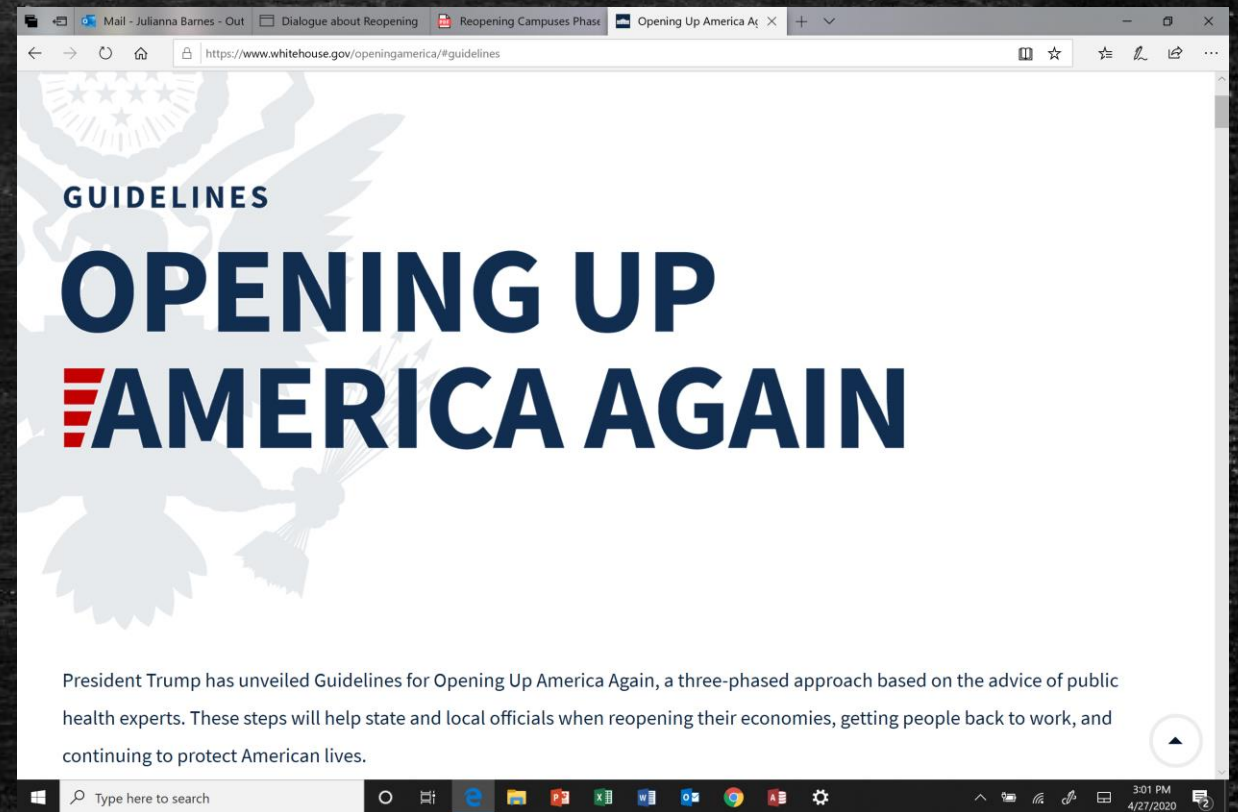 Mail - Julianna Barnes - Out
Dialogue about Reopening
Reopening Campuses Phase
Opening Up America Ag
https://www.whitehouse.gov/openingamerica/#guidelines
GUIDELINES
OPENING UP
AMERICA AGAIN
President Trump has unveiled Guidelines for Opening Up America Again, a three-phased approach based on the advice of public
health experts. These steps will help state and local officials when reopening their economies, getting people back to work, and
continuing to protect American lives.
Type here to search
3:01 PM
4/27/2020